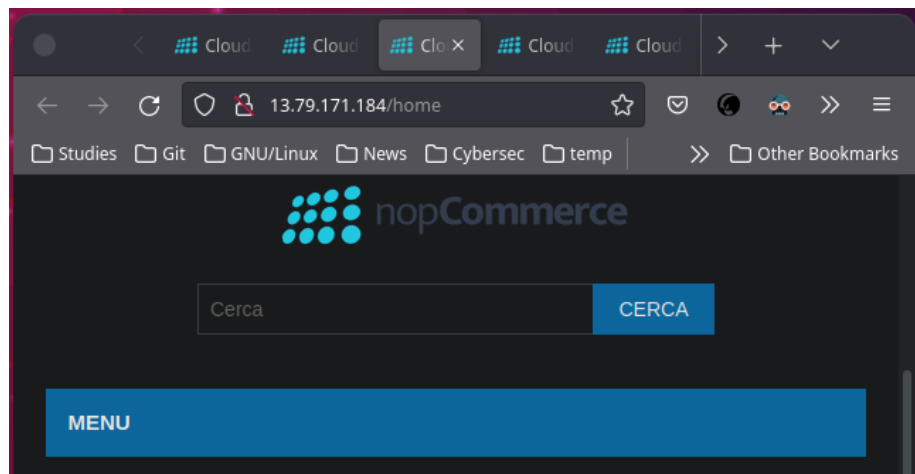 Cloud Cloud Clo Cloud Cloud
13.79.171.184/home
Studies Git GNU/Linux News Cybersec temp Other Bookmarks
nopCommerce
Cerca CERCA
MENU